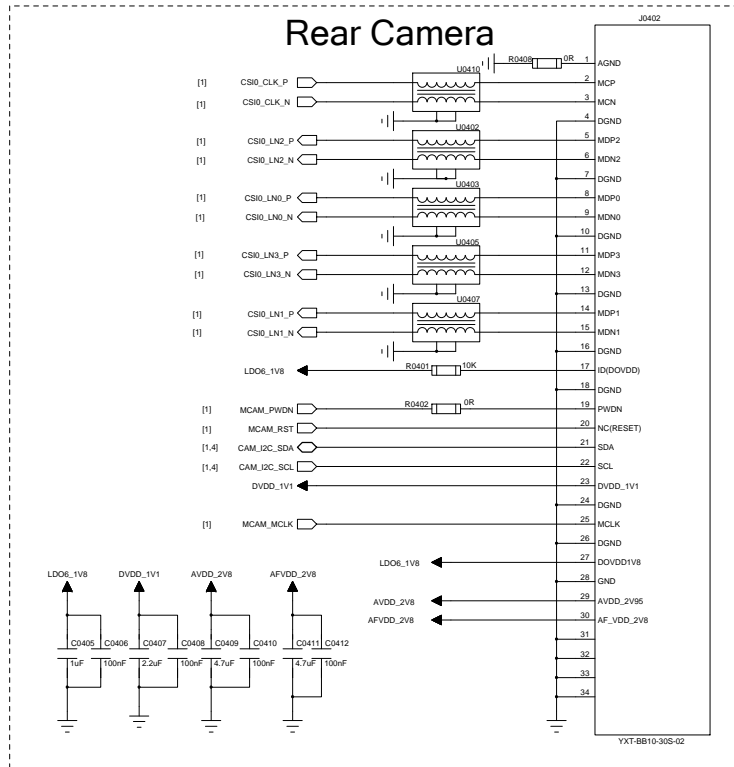 Rear Camera
J0402
R0408 0R 1 AGND
U0410
[1] CSI0_CLK_P 2 MCP
[1] CSI0_CLK_N 3 MCN
4 DGND
U0402
[1] CSI0_LN2_P 5 MDP2
[1] CSI0_LN2_N 6 MDN2
7 DGND
U0403
[1] CSI0_LN0_P 8 MDP0
[1] CSI0_LN0_N 9 MDN0
10 DGND
U0405
[1] CSI0_LN3_P 11 MDP3
[1] CSI0_LN3_N 12 MDN3
13 DGND
U0407
[1] CSI0_LN1_P 14 MDP1
[1] CSI0_LN1_N 15 MDN1
16 DGND
LDO6_1V8 R0401 10K 17 ID(DOVDD)
18 DGND
[1] MCAM_PWDN R0402 0R 19 PWDN
[1] MCAM_RST 20 NC(RESET)
[1,4] CAM_I2C_SDA 21 SDA
[1,4] CAM_I2C_SCL 22 SCL
DVDD_1V1 23 DVDD_1V1
24 DGND
[1] MCAM_MCLK 25 MCLK
26 DGND
LDO6_1V8 27 DOVDD1V8
28 GND
AVDD_2V8 29 AVDD_2V95
AFVDD_2V8 30 AF_VDD_2V8
31
32
33
34
LDO6_1V8 DVDD_1V1 AVDD_2V8 AFVDD_2V8
C0405 C0406 C0407 C0408 C0409 C0410 C0411 C0412
1uF 100nF 2.2uF 100nF 4.7uF 100nF 4.7uF 100nF
YXT-BB10-30S-02